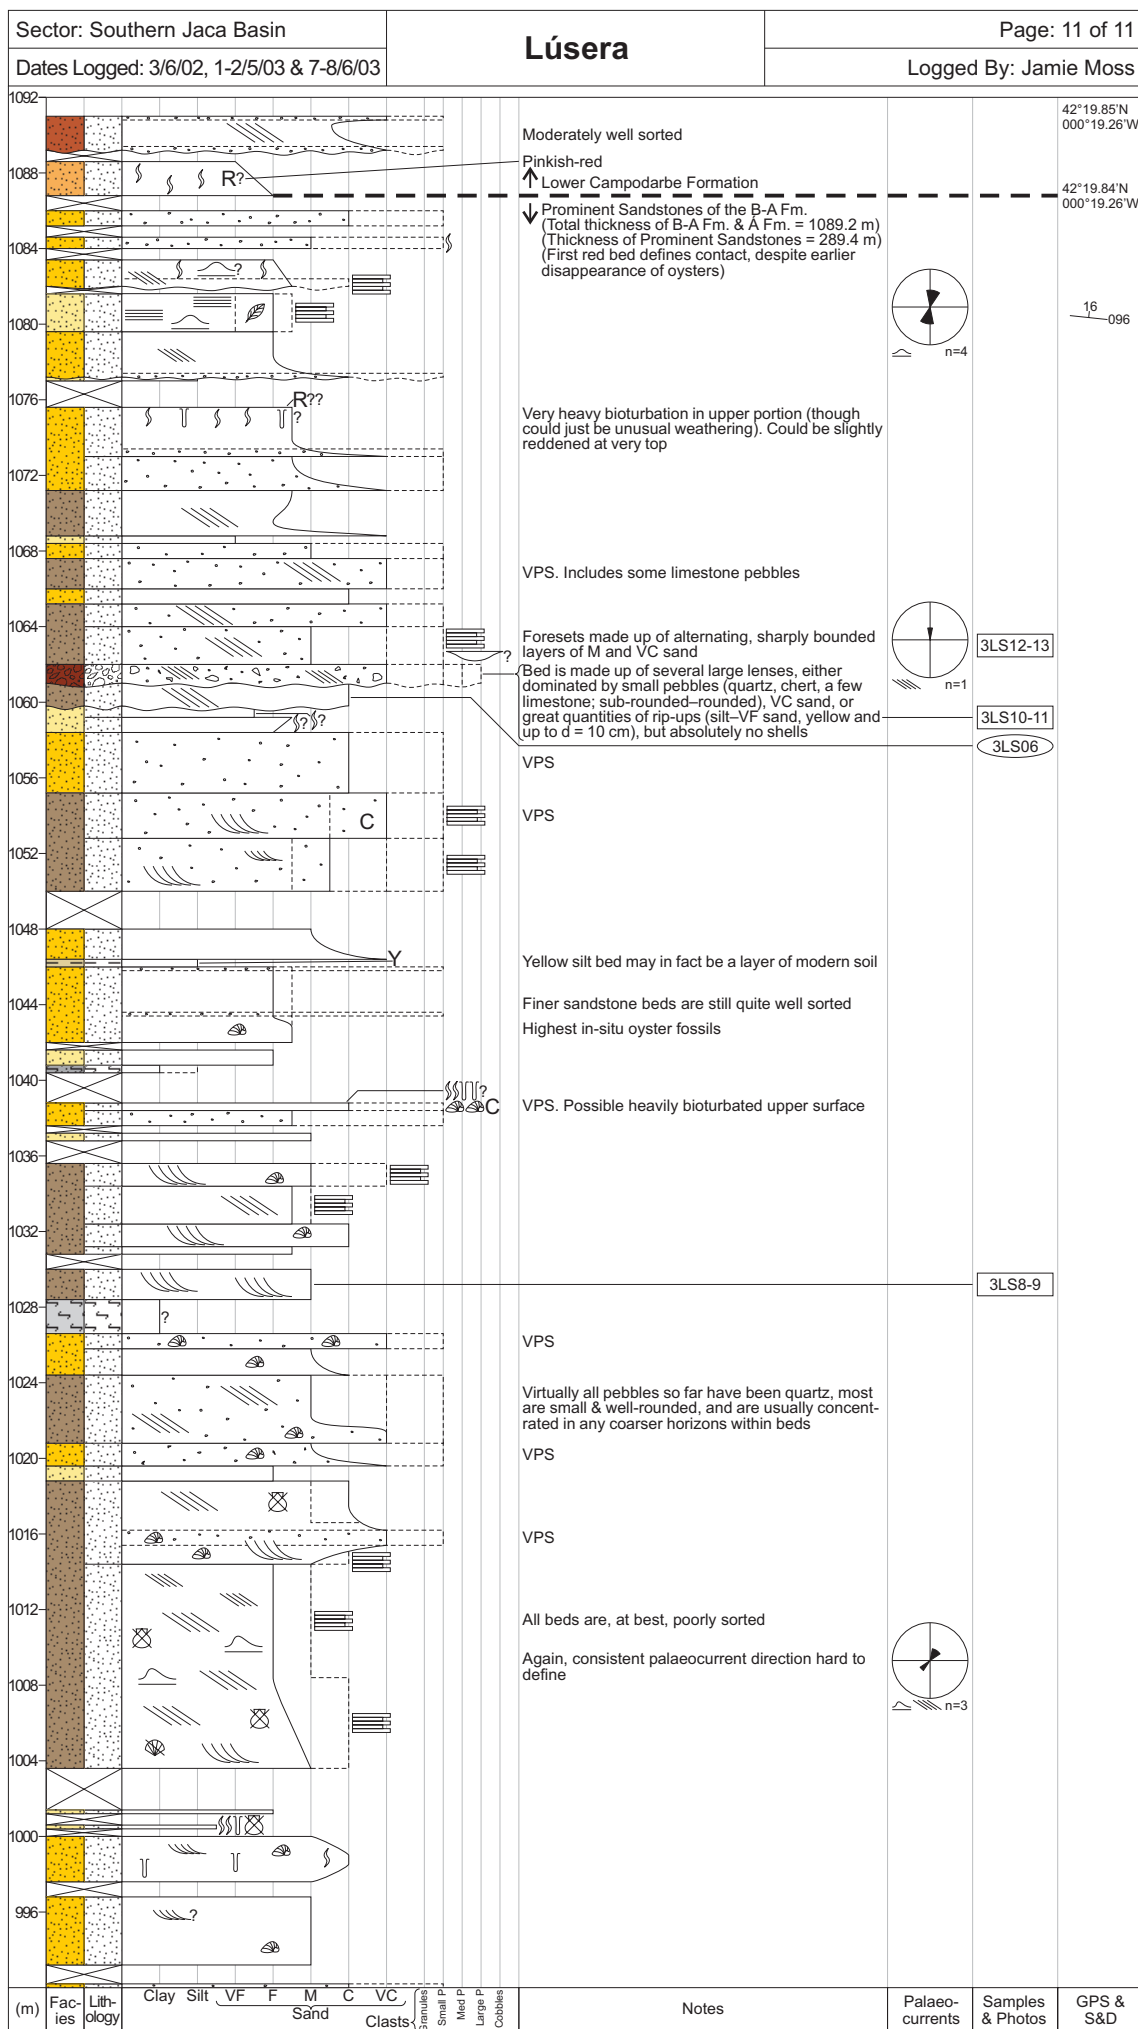 Sector: Southern Jaca Basin
Dates Logged: 3/6/02, 1-2/5/03 & 7-8/6/03
Lúsera
Page: 11 of 11
Logged By: Jamie Moss
1092
42°19.85'N
000°19.26'W
Moderately well sorted
Pinkish-red
1088
R?
Lower Campodarbe Formation
42°19.84'N
000°19.26'W
Prominent Sandstones of the B-A Fm.
(Total thickness of B-A Fm. & A Fm. = 1089.2 m)
(Thickness of Prominent Sandstones = 289.4 m)
(First red bed defines contact, despite earlier
disappearance of oysters)
1084
?
1080
16
096
n=4
1076
R??
?
Very heavy bioturbation in upper portion (though
could just be unusual weathering). Could be slightly
reddened at very top
1072
1068
VPS. Includes some limestone pebbles
1064
Foresets made up of alternating, sharply bounded
layers of M and VC sand
3LS12-13
?
Bed is made up of several large lenses, either
dominated by small pebbles (quartz, chert, a few
limestone; sub-rounded–rounded), VC sand, or
great quantities of rip-ups (silt–VF sand, yellow and
up to d = 10 cm), but absolutely no shells
n=1
1060
?
3LS10-11
3LS06
VPS
1056
C
VPS
1052
1048
Y
Yellow silt bed may in fact be a layer of modern soil
1044
Finer sandstone beds are still quite well sorted
Highest in-situ oyster fossils
1040
?
C
VPS. Possible heavily bioturbated upper surface
1036
1032
3LS8-9
1028
?
VPS
1024
Virtually all pebbles so far have been quartz, most
are small & well-rounded, and are usually concent-
rated in any coarser horizons within beds
1020
VPS
1016
VPS
1012
All beds are, at best, poorly sorted
Again, consistent palaeocurrent direction hard to
define
1008
n=3
1004
1000
996
?
(m)
Fac-
ies
Lith-
ology
Clay Silt VF F M C VC
Sand
Clasts
Granules
Small P
Med P
Large P
Cobbles
Notes
Palaeo-
currents
Samples
& Photos
GPS &
S&D